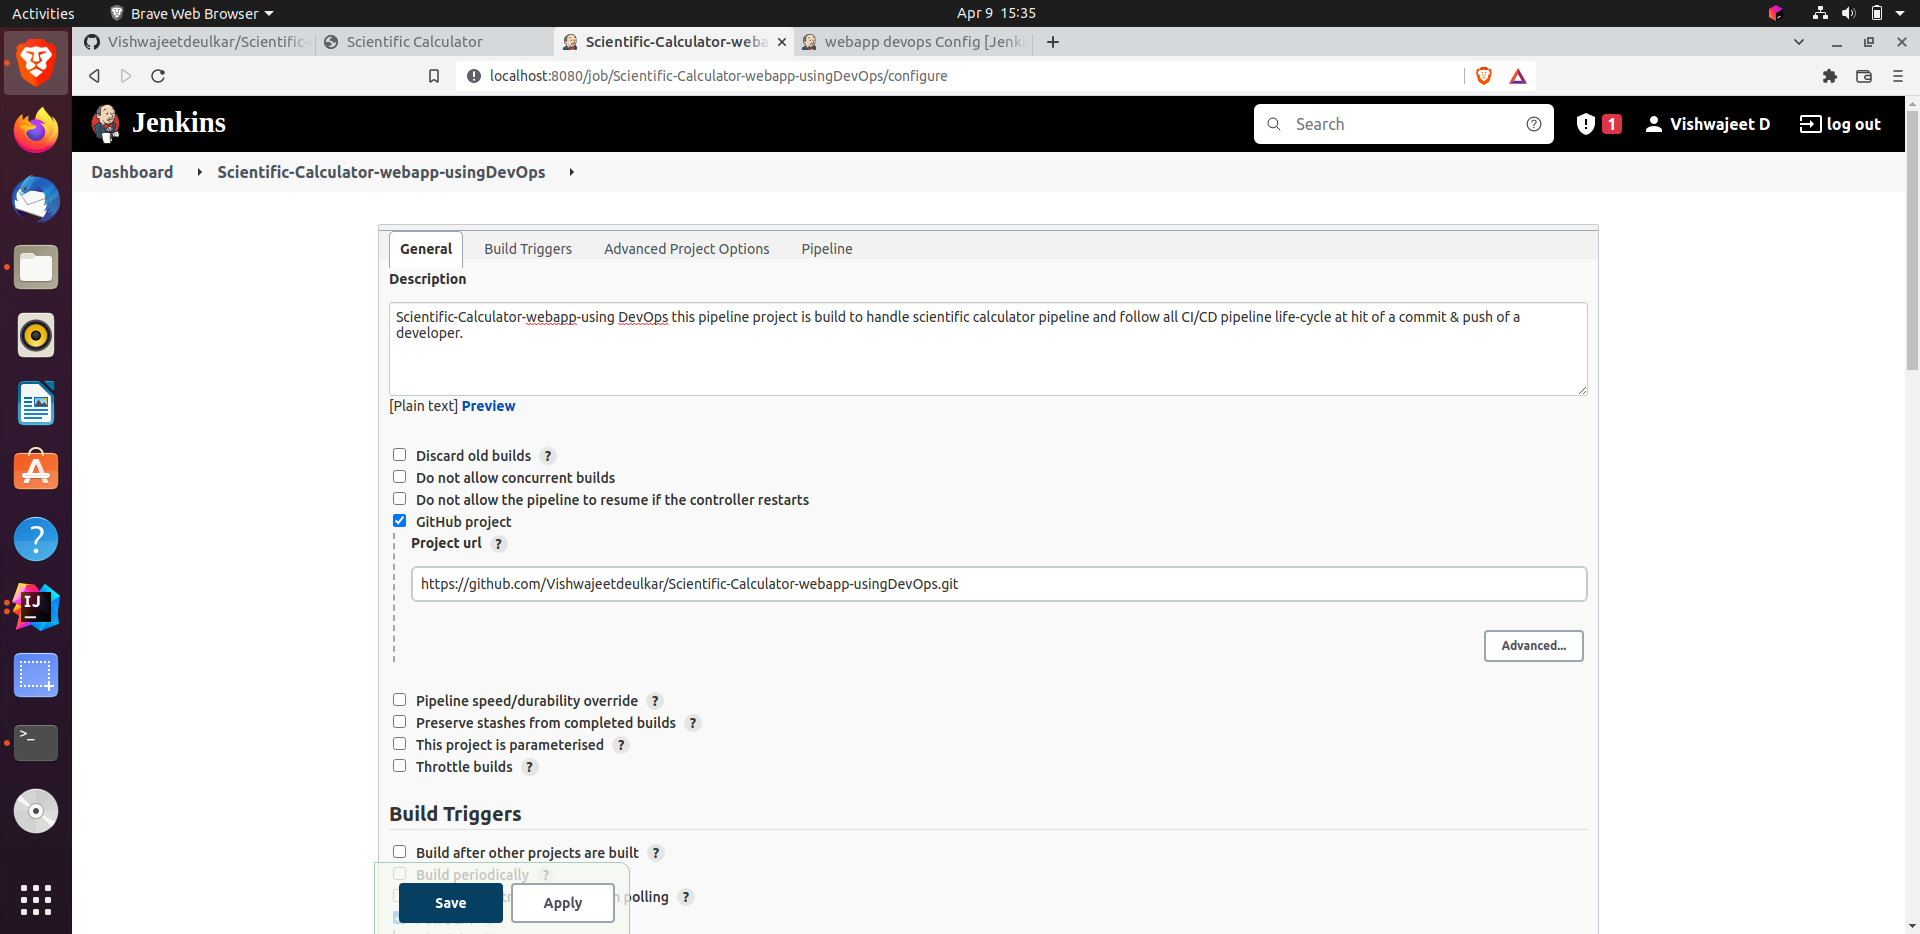 Activities
Brave Web Browser
Apr 9 15:35
Vishwajeetdeulkar/Scientific-
Scientific Calculator
Scientific-Calculator-weba
webapp devops Config [Jenki
localhost:8080/job/Scientific-Calculator-webapp-usingDevOps/configure
Jenkins
Search
1
Vishwajeet D
log out
Dashboard
Scientific-Calculator-webapp-usingDevOps
General
Build Triggers
Advanced Project Options
Pipeline
Description
Scientific-Calculator-webapp-using DevOps this pipeline project is build to handle scientific calculator pipeline and follow all CI/CD pipeline life-cycle at hit of a commit & push of a
developer.
[Plain text] Preview
Discard old builds ?
Do not allow concurrent builds
Do not allow the pipeline to resume if the controller restarts
GitHub project
Project url ?
https://github.com/Vishwajeetdeulkar/Scientific-Calculator-webapp-usingDevOps.git
Advanced...
Pipeline speed/durability override ?
Preserve stashes from completed builds ?
This project is parameterised ?
Throttle builds ?
Build Triggers
Build after other projects are built ?
Build periodically ?
polling ?
Save
Apply